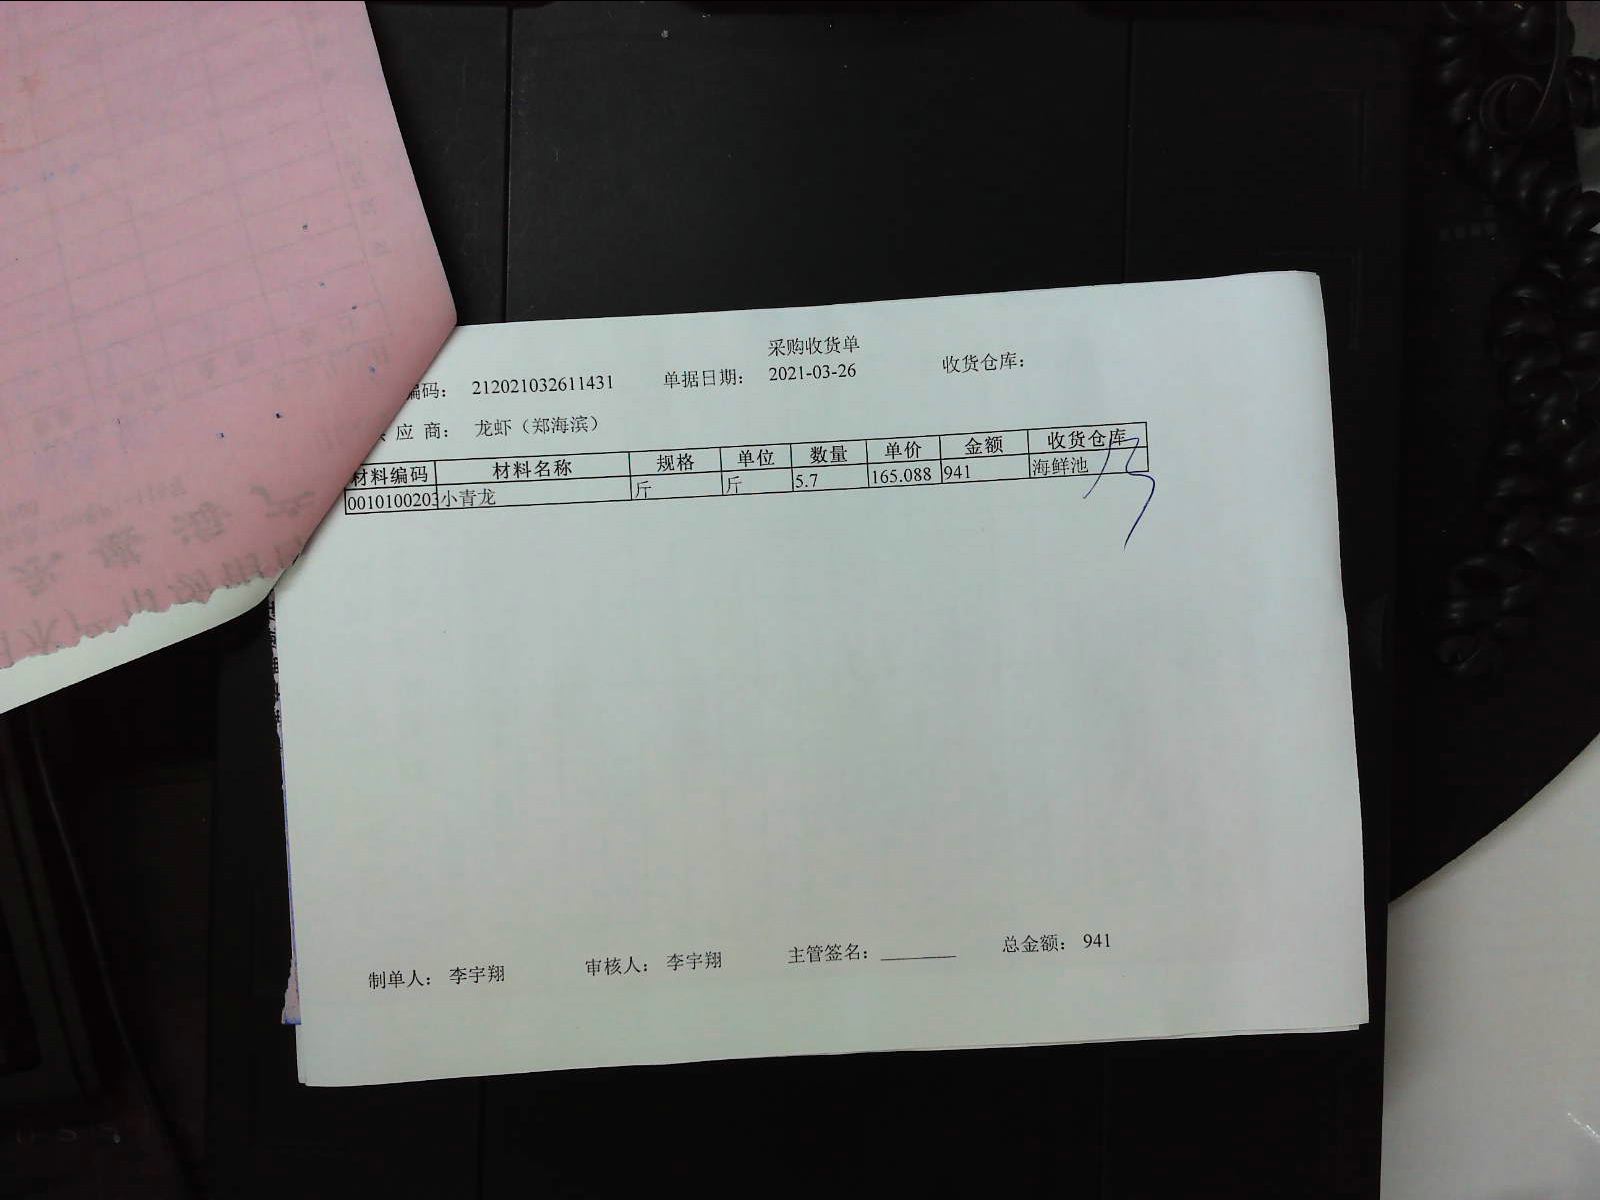 采购收货单
编码： 212021032611431 单据日期： 2021-03-26 收货仓库：
应 商： 龙虾（郑海滨）
材料编码 材料名称 规格 单位 数量 单价 金额 收货仓库
0010100203 小青龙 斤 斤 5.7 165.088 941 海鲜池
制单人： 李宇翔 审核人： 李宇翔 主管签名： 总金额： 941